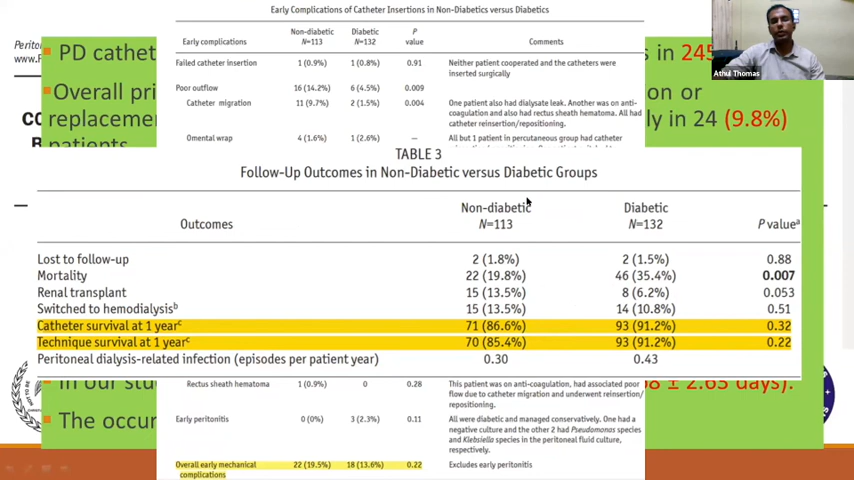 Early Complications of Catheter Insertions in Non-Diabetics versus Diabetics
Non-diabetic Diabetic P
Early complications N=113 N=132 value Comments
Failed catheter insertion 1 (0.9%) 1 (0.8%) 0.91 Neither patient cooperated and the catheters were
inserted surgically
Poor outflow 16 (14.2%) 6 (4.5%) 0.009
Catheter migration 11 (9.7%) 2 (1.5%) 0.004 One patient also had dialysate leak. Another was on anti-
coagulation and also had rectus sheath hematoma. All had
catheter reinsertion/repositioning.
Omental wrap 4 (1.6%) 1 (2.6%) — All but 1 patient in percutaneous group had catheter
Athul Thomas
PD cathet
s in 245
Overall pri
on or
replacement
ly in 24 (9.8%)
patients
TABLE 3
Follow-Up Outcomes in Non-Diabetic versus Diabetic Groups
Non-diabetic Diabetic
Outcomes N=113 N=132 P valueᵃ
Lost to follow-up 2 (1.8%) 2 (1.5%) 0.88
Mortality 22 (19.8%) 46 (35.4%) 0.007
Renal transplant 15 (13.5%) 8 (6.2%) 0.053
Switched to hemodialysisᵇ 15 (13.5%) 14 (10.8%) 0.51
Catheter survival at 1 yearᶜ 71 (86.6%) 93 (91.2%) 0.32
Technique survival at 1 yearᶜ 70 (85.4%) 93 (91.2%) 0.22
Peritoneal dialysis-related infection (episodes per patient year) 0.30 0.43
In our stu
8 ± 2.65 days).
The occur
Rectus sheath hematoma 1 (0.9%) 0 0.28 This patient was on anti-coagulation, had associated poor
flow due to catheter migration and underwent reinsertion/
repositioning.
Early peritonitis 0 (0%) 3 (2.3%) 0.11 All were diabetic and managed conservatively. One had a
negative culture and the other 2 had Pseudomonas species
and Klebsiella species in the peritoneal fluid culture,
respectively.
Overall early mechanical 22 (19.5%) 18 (13.6%) 0.22 Excludes early peritonitis
complications